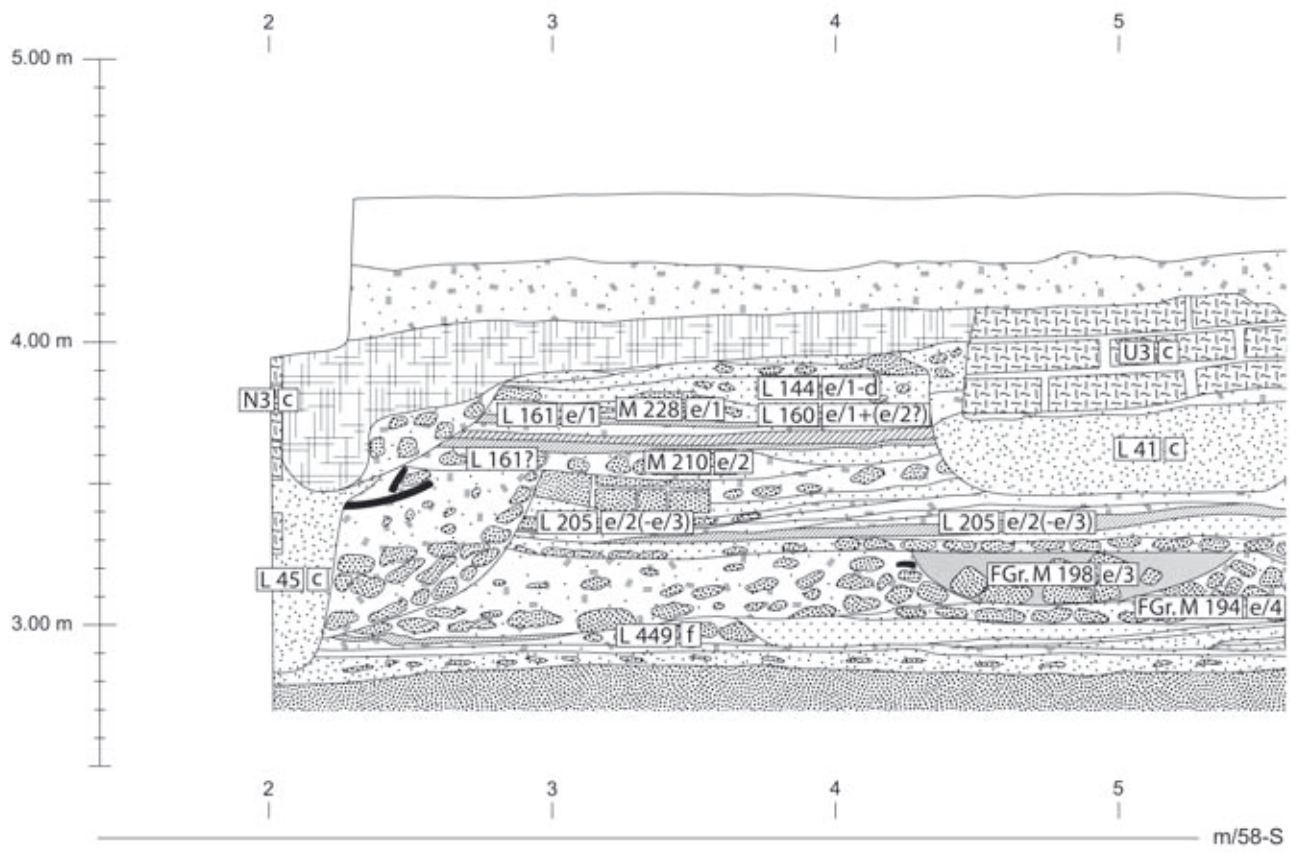 2 3 4 5
5.00 m
4.00 m
U3 c
L 144 e/1-d
N3 c
L 161 e/1 M 228 e/1 L 160 e/1+(e/2?)
L 41 c
L 161? M 210 e/2
L 205 e/2(-e/3) L 205 e/2(-e/3)
L 45 c FGr. M 198 e/3
FGr. M 194 e/4
3.00 m
L 449 f
2 3 4 5
m/58-S